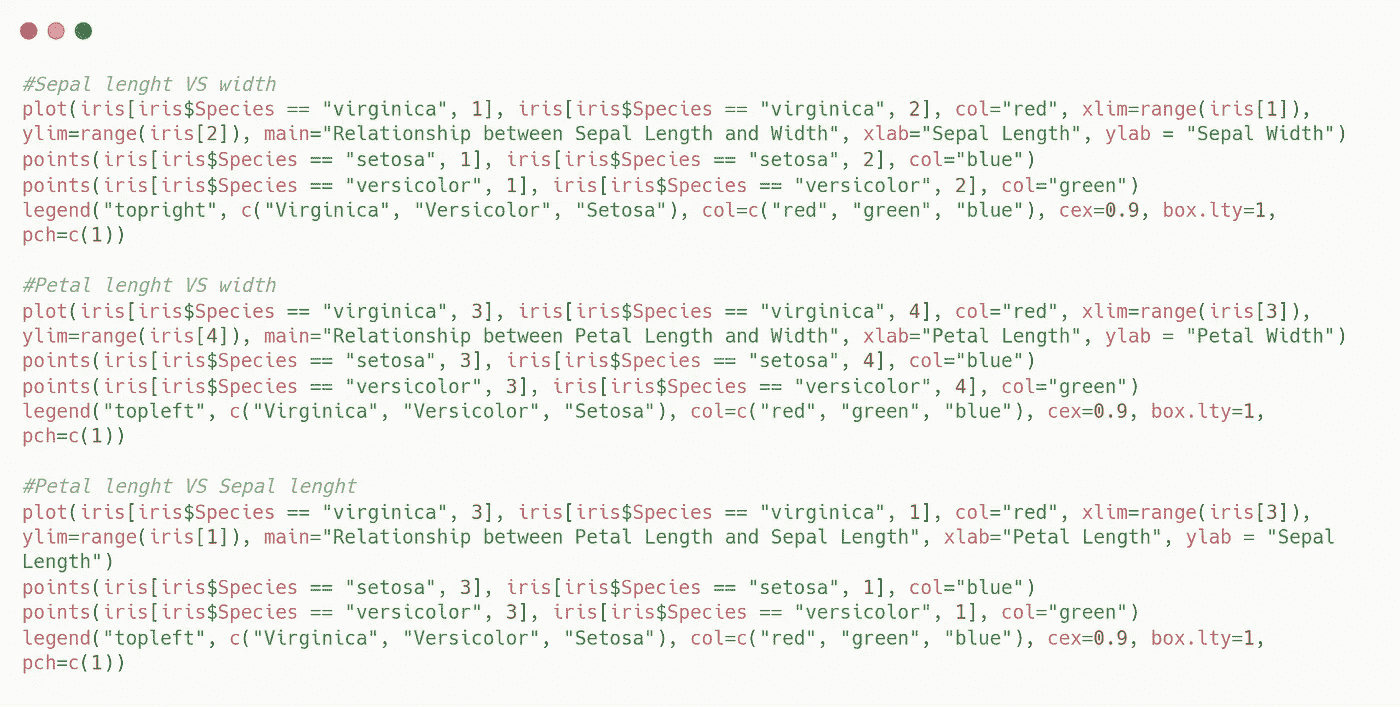 #Sepal lenght VS width
plot(iris[iris$Species == "virginica", 1], iris[iris$Species == "virginica", 2], col="red", xlim=range(iris[1]),
ylim=range(iris[2]), main="Relationship between Sepal Length and Width", xlab="Sepal Length", ylab = "Sepal Width")
points(iris[iris$Species == "setosa", 1], iris[iris$Species == "setosa", 2], col="blue")
points(iris[iris$Species == "versicolor", 1], iris[iris$Species == "versicolor", 2], col="green")
legend("topright", c("Virginica", "Versicolor", "Setosa"), col=c("red", "green", "blue"), cex=0.9, box.lty=1,
pch=c(1))

#Petal lenght VS width
plot(iris[iris$Species == "virginica", 3], iris[iris$Species == "virginica", 4], col="red", xlim=range(iris[3]),
ylim=range(iris[4]), main="Relationship between Petal Length and Width", xlab="Petal Length", ylab = "Petal Width")
points(iris[iris$Species == "setosa", 3], iris[iris$Species == "setosa", 4], col="blue")
points(iris[iris$Species == "versicolor", 3], iris[iris$Species == "versicolor", 4], col="green")
legend("topleft", c("Virginica", "Versicolor", "Setosa"), col=c("red", "green", "blue"), cex=0.9, box.lty=1,
pch=c(1))

#Petal lenght VS Sepal lenght
plot(iris[iris$Species == "virginica", 3], iris[iris$Species == "virginica", 1], col="red", xlim=range(iris[3]),
ylim=range(iris[1]), main="Relationship between Petal Length and Sepal Length", xlab="Petal Length", ylab = "Sepal
Length")
points(iris[iris$Species == "setosa", 3], iris[iris$Species == "setosa", 1], col="blue")
points(iris[iris$Species == "versicolor", 3], iris[iris$Species == "versicolor", 1], col="green")
legend("topleft", c("Virginica", "Versicolor", "Setosa"), col=c("red", "green", "blue"), cex=0.9, box.lty=1,
pch=c(1))